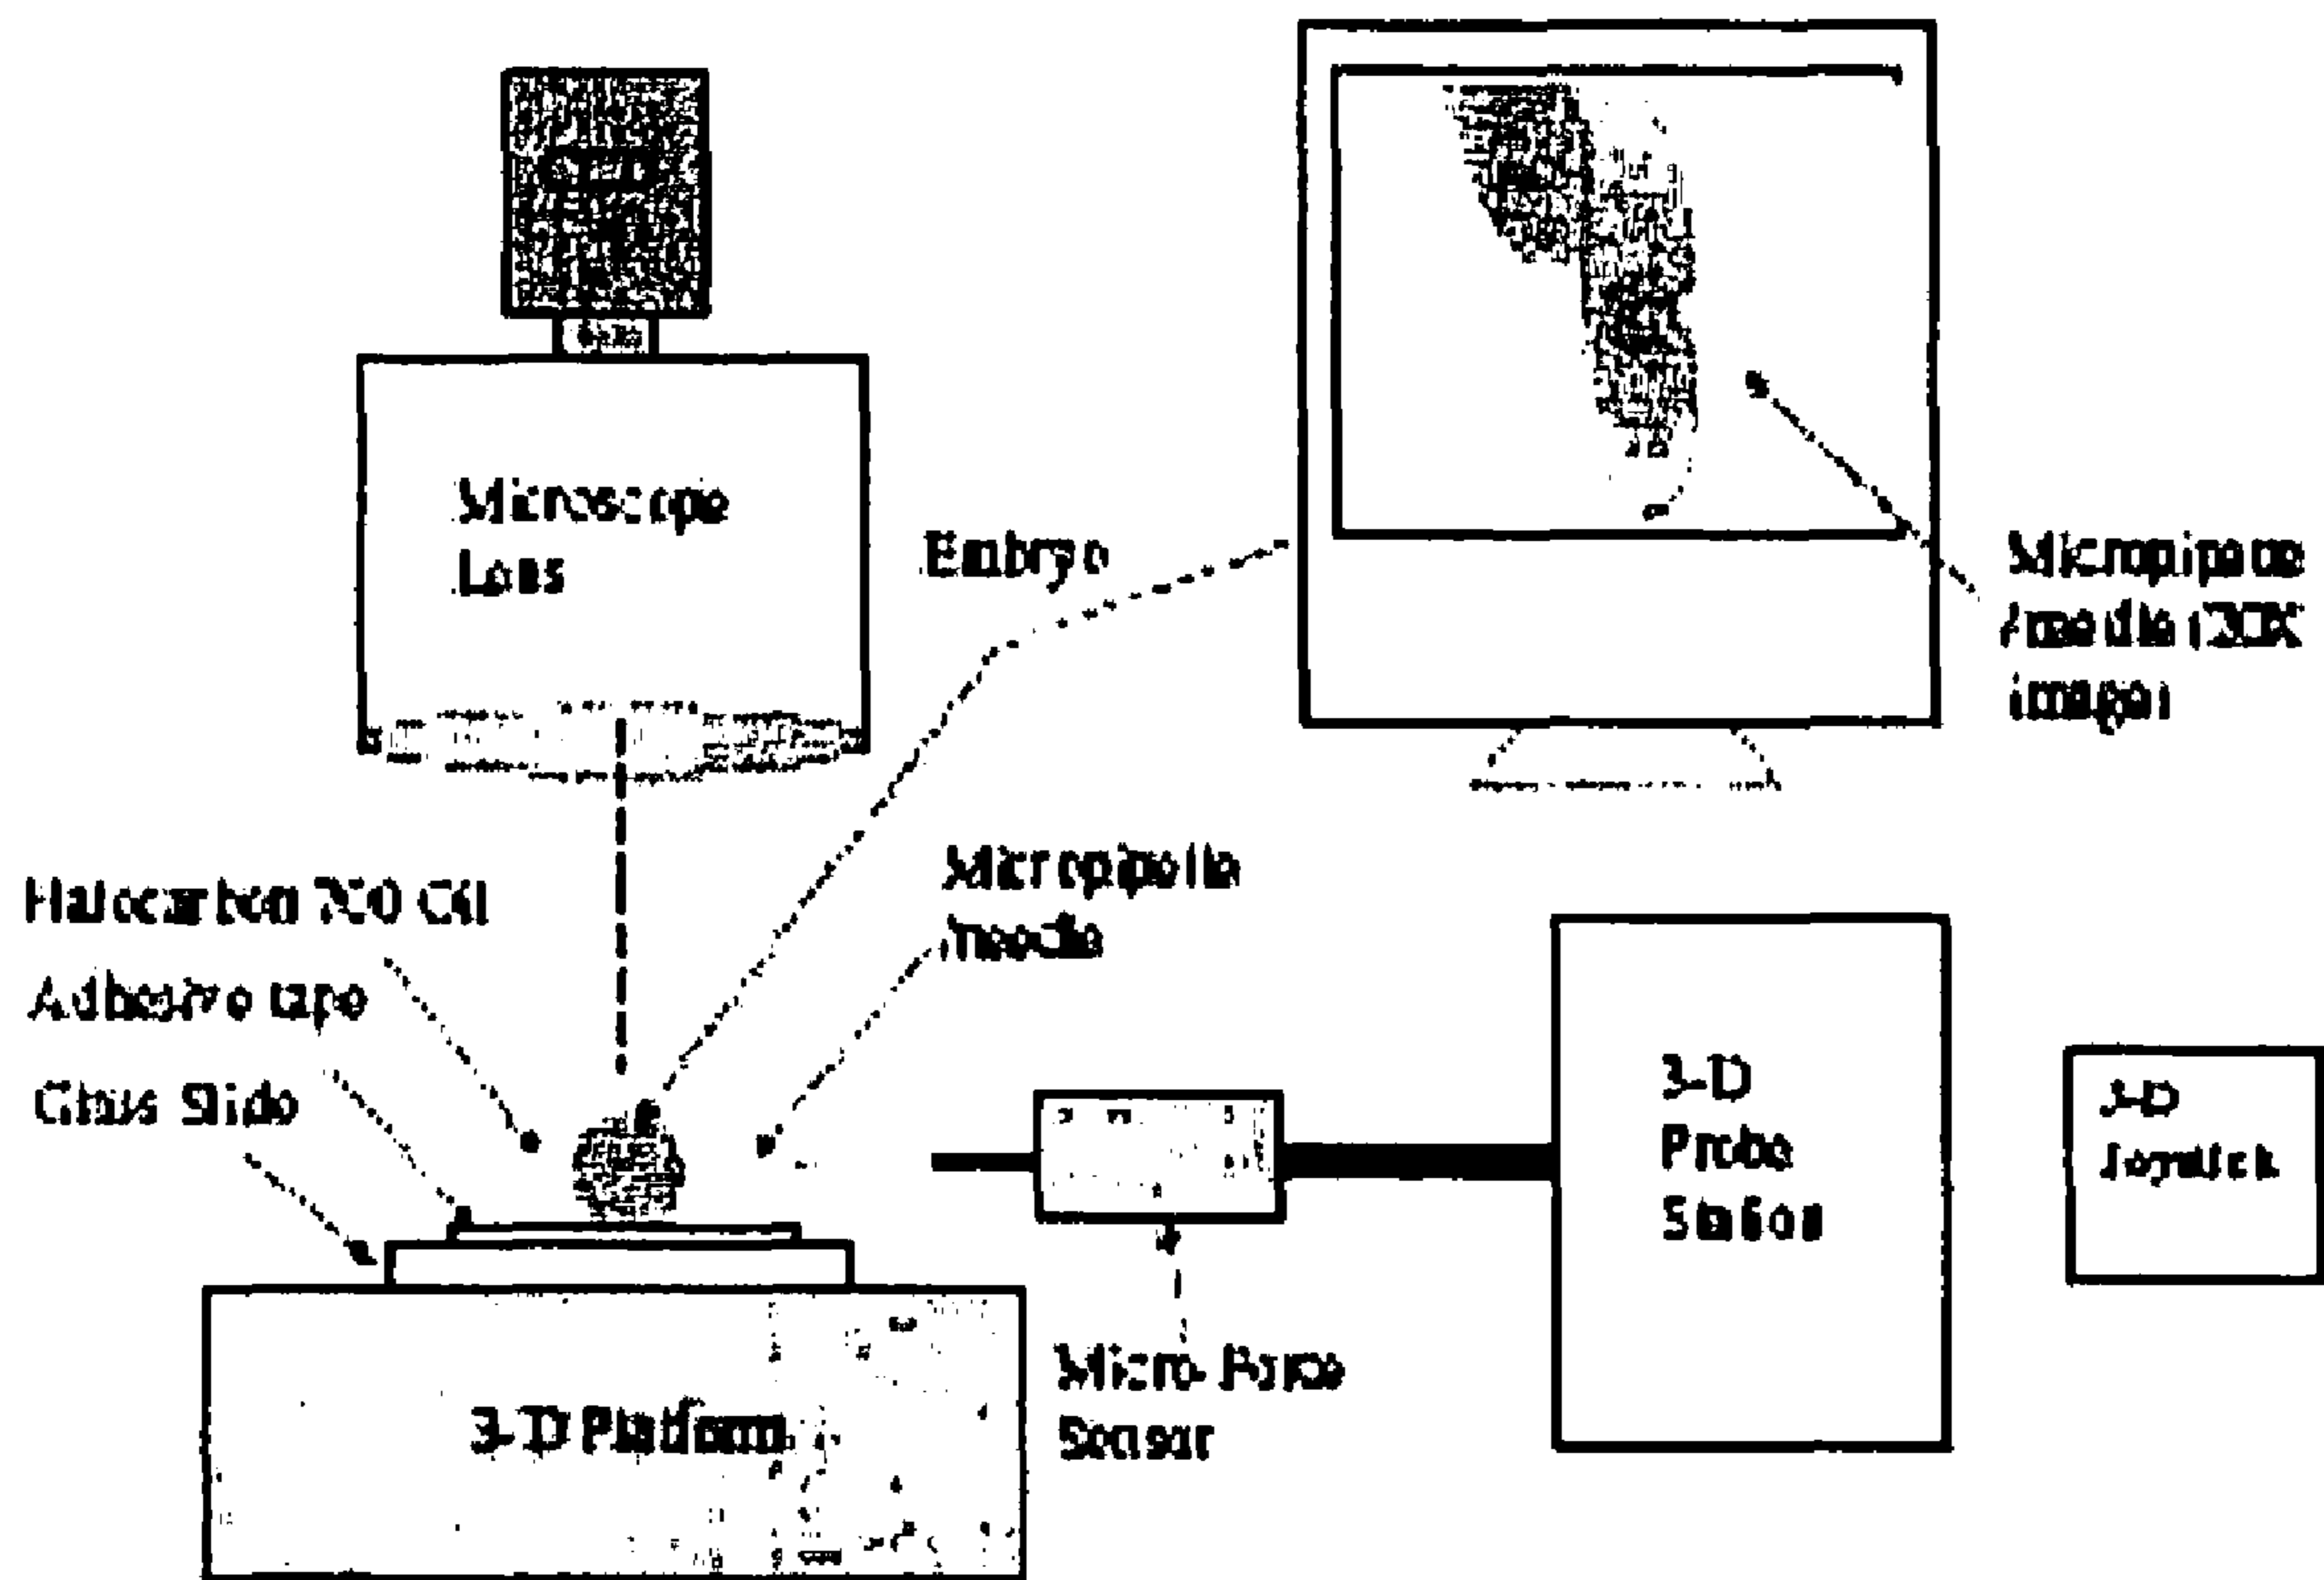 CCD
Microscope
Lens
Embryo
Micropipette
/needle (20X
image)
Halocarbon 700 Oil
Adhesive tape
Glass Slide
Micropipette
/needle
3-D
Probe
Station
3-D
Joystick
Micro-Force
Sensor
3-D Platform